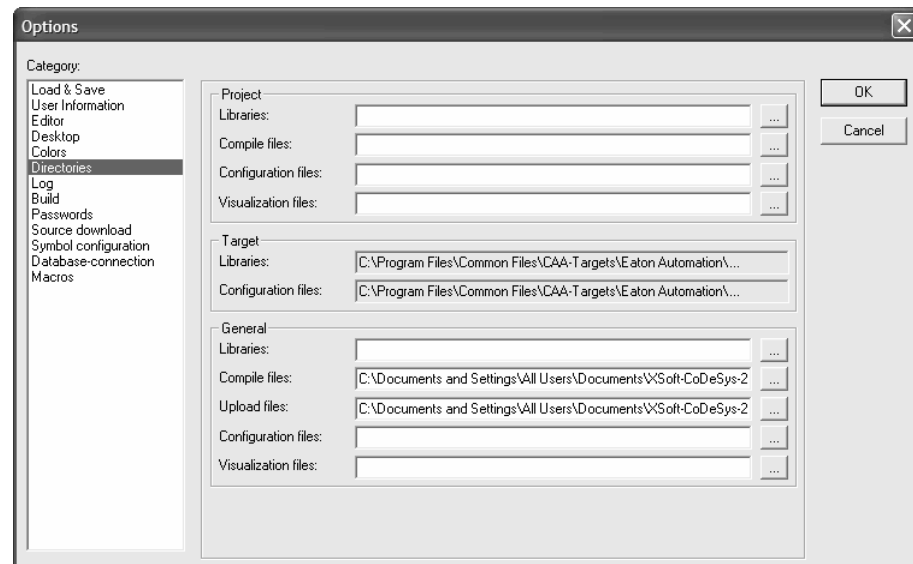 Options
Category:
Load & Save
User Information
Editor
Desktop
Colors
Directories
Log
Build
Passwords
Source download
Symbol configuration
Database-connection
Macros
Project
Libraries:
...
Compile files:
...
Configuration files:
...
Visualization files:
...
Target
Libraries:
C:\Program Files\Common Files\CAA-Targets\Eaton Automation\...
Configuration files:
C:\Program Files\Common Files\CAA-Targets\Eaton Automation\...
General
Libraries:
...
Compile files:
C:\Documents and Settings\All Users\Documents\XSoft-CoDeSys-2
...
Upload files:
C:\Documents and Settings\All Users\Documents\XSoft-CoDeSys-2
...
Configuration files:
...
Visualization files:
...
OK
Cancel